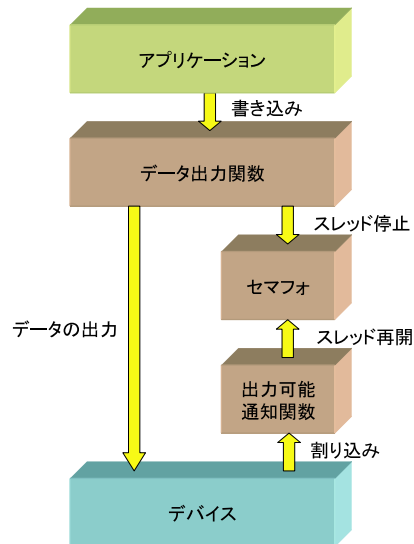 アプリケーション
書き込み
データ出力関数
スレッド停止
セマフォ
データの出力
スレッド再開
出力可能
通知関数
割り込み
デバイス